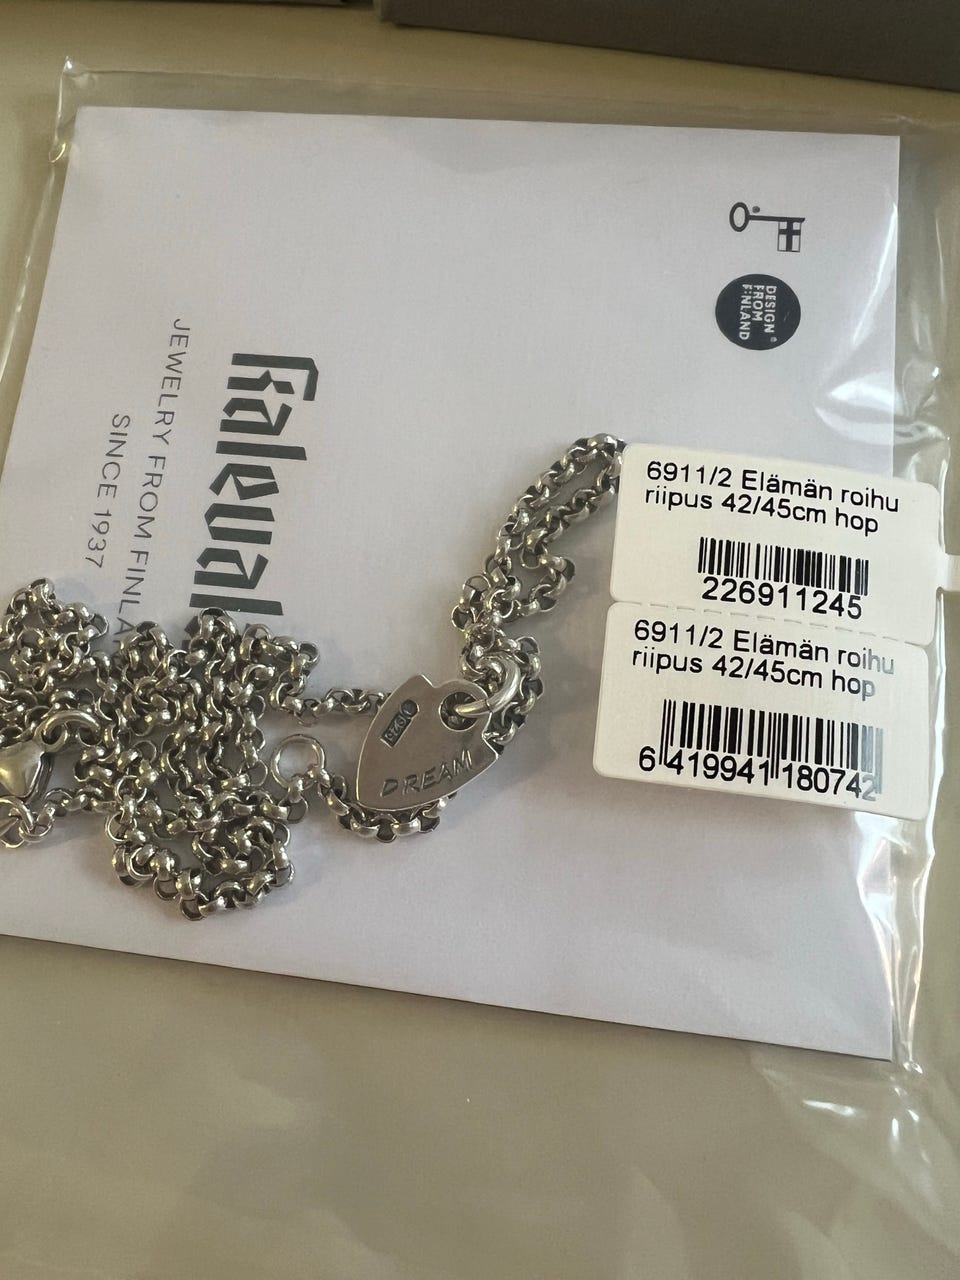 DESIGN
FROM
FINLAND
kaleval
JEWELRY FROM FINLA
SINCE 1937
6911/2 Elämän roihu
riipus 42/45cm hop
226911245
6911/2 Elämän roihu
riipus 42/45cm hop
6 419941 180742
DREAM